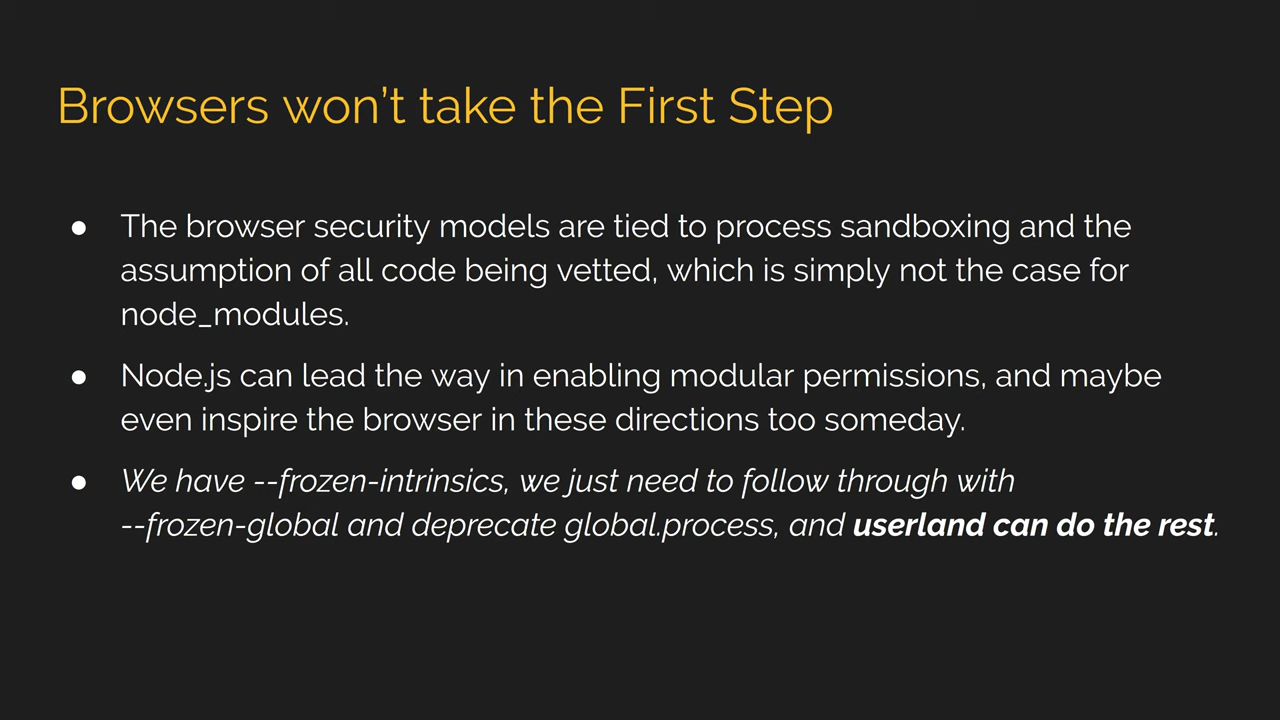 Browsers won’t take the First Step
● The browser security models are tied to process sandboxing and the
assumption of all code being vetted, which is simply not the case for
node_modules.
● Node.js can lead the way in enabling modular permissions, and maybe
even inspire the browser in these directions too someday.
● We have --frozen-intrinsics, we just need to follow through with
--frozen-global and deprecate global.process, and userland can do the rest.